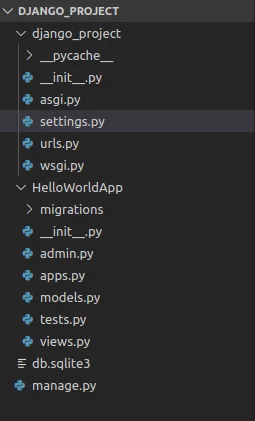 DJANGO_PROJECT
django_project
__pycache__
__init__.py
asgi.py
settings.py
urls.py
wsgi.py
HelloWorldApp
migrations
__init__.py
admin.py
apps.py
models.py
tests.py
views.py
db.sqlite3
manage.py